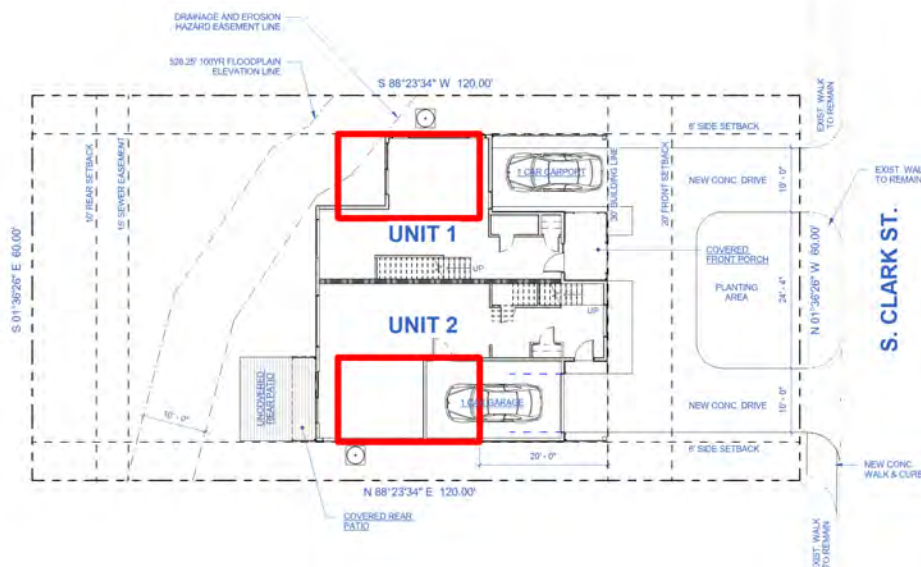 DRAINAGE AND EROSION
HAZARD EASEMENT LINE
528.25' 100YR FLOODPLAIN
ELEVATION LINE
S 88°23'34" W 120.00'
EXIST. WALK
TO REMAIN
6' SIDE SETBACK
EXIST. WALK
TO REMAIN
10' REAR SETBACK
15' SEWER EASEMENT
1 CAR CARPORT
30' BUILDING LINE
20' FRONT SETBACK
NEW CONC. DRIVE
10' - 0"
UNIT 1
UP
COVERED
FRONT PORCH
PLANTING
AREA
24' - 4"
S 01°36'26" E 60.00'
N 01°36'26" W 60.00'
S. CLARK ST.
UNIT 2
UP
UNCOVERED
REAR PATIO
1 CAR GARAGE
NEW CONC. DRIVE
10' - 0"
10' - 0"
6' SIDE SETBACK
29' - 0"
NEW CONC.
WALK & CURB
N 88°23'34" E 120.00'
COVERED REAR
PATIO
EXIST. WALK
TO REMAIN